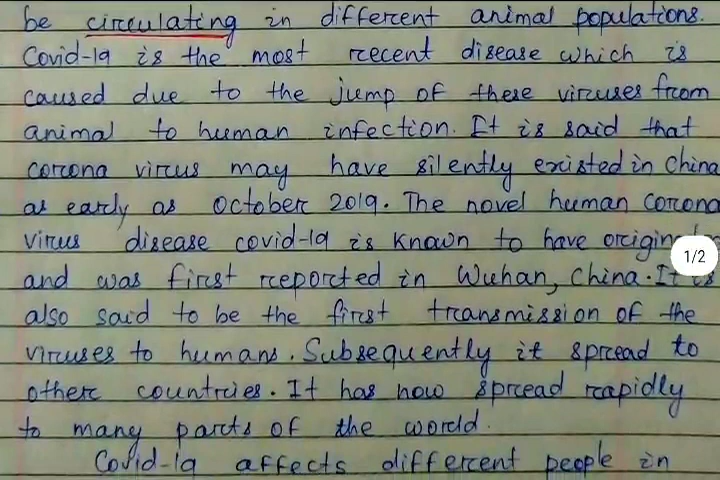 be circulating in different animal populations.
Covid-19 is the most recent disease which is
caused due to the jump of these viruses from
animal to human infection. It is said that
corona virus may have silently existed in China
as early as October 2019. The novel human corona
virus disease covid-19 is known to have
1/2
and was first reported in Wuhan, China. It is
also said to be the first transmission of the
viruses to humans. Subsequently it spread to
other countries. It has now spread rapidly
to many parts of the world.
Covid-19 affects different people in